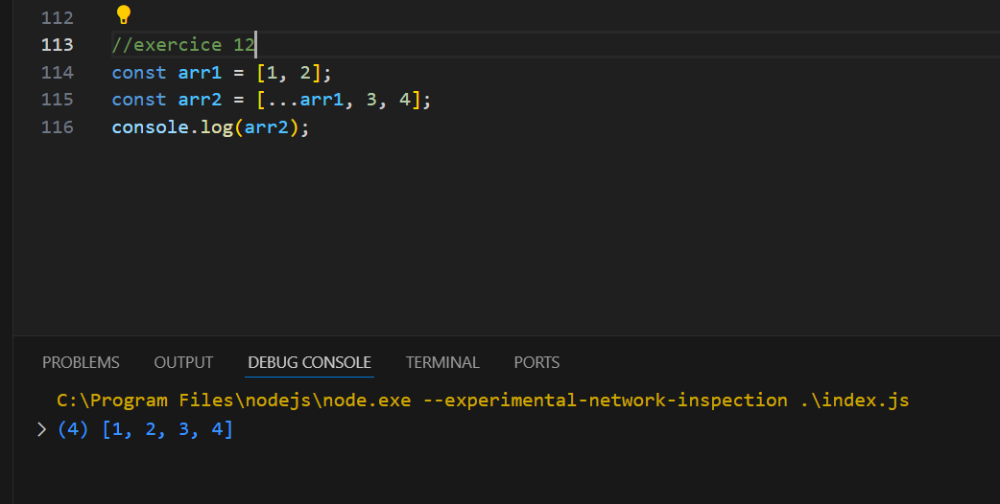 112
113 //exercice 12
114 const arr1 = [1, 2];
115 const arr2 = [...arr1, 3, 4];
116 console.log(arr2);
PROBLEMS OUTPUT DEBUG CONSOLE TERMINAL PORTS
C:\Program Files\nodejs\node.exe --experimental-network-inspection .\index.js
> (4) [1, 2, 3, 4]